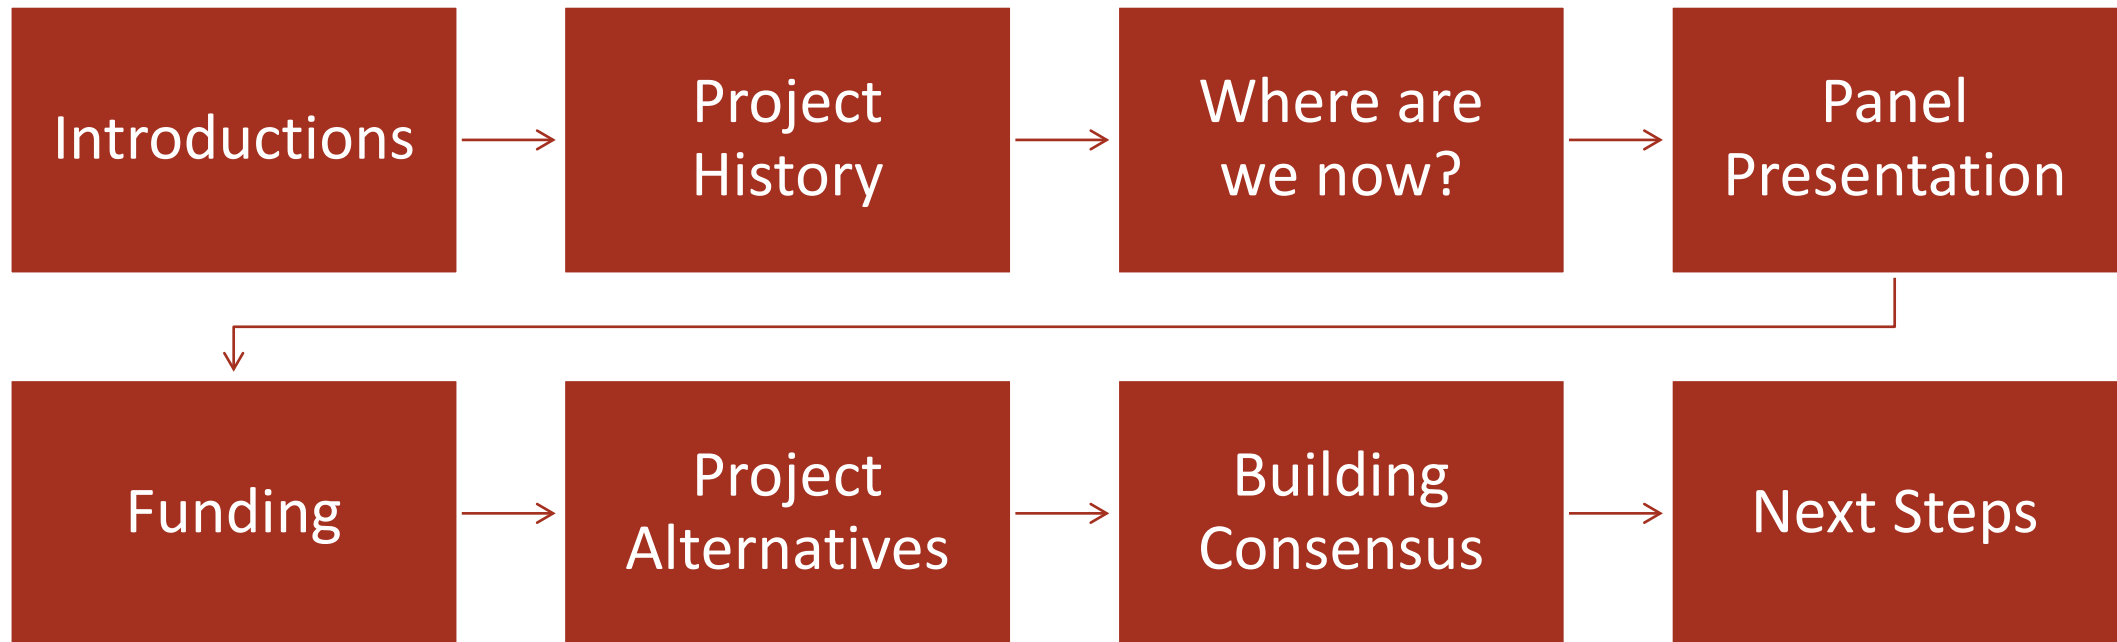 Introductions
Project
History
Where are
we now?
Panel
Presentation
Funding
Project
Alternatives
Building
Consensus
Next Steps